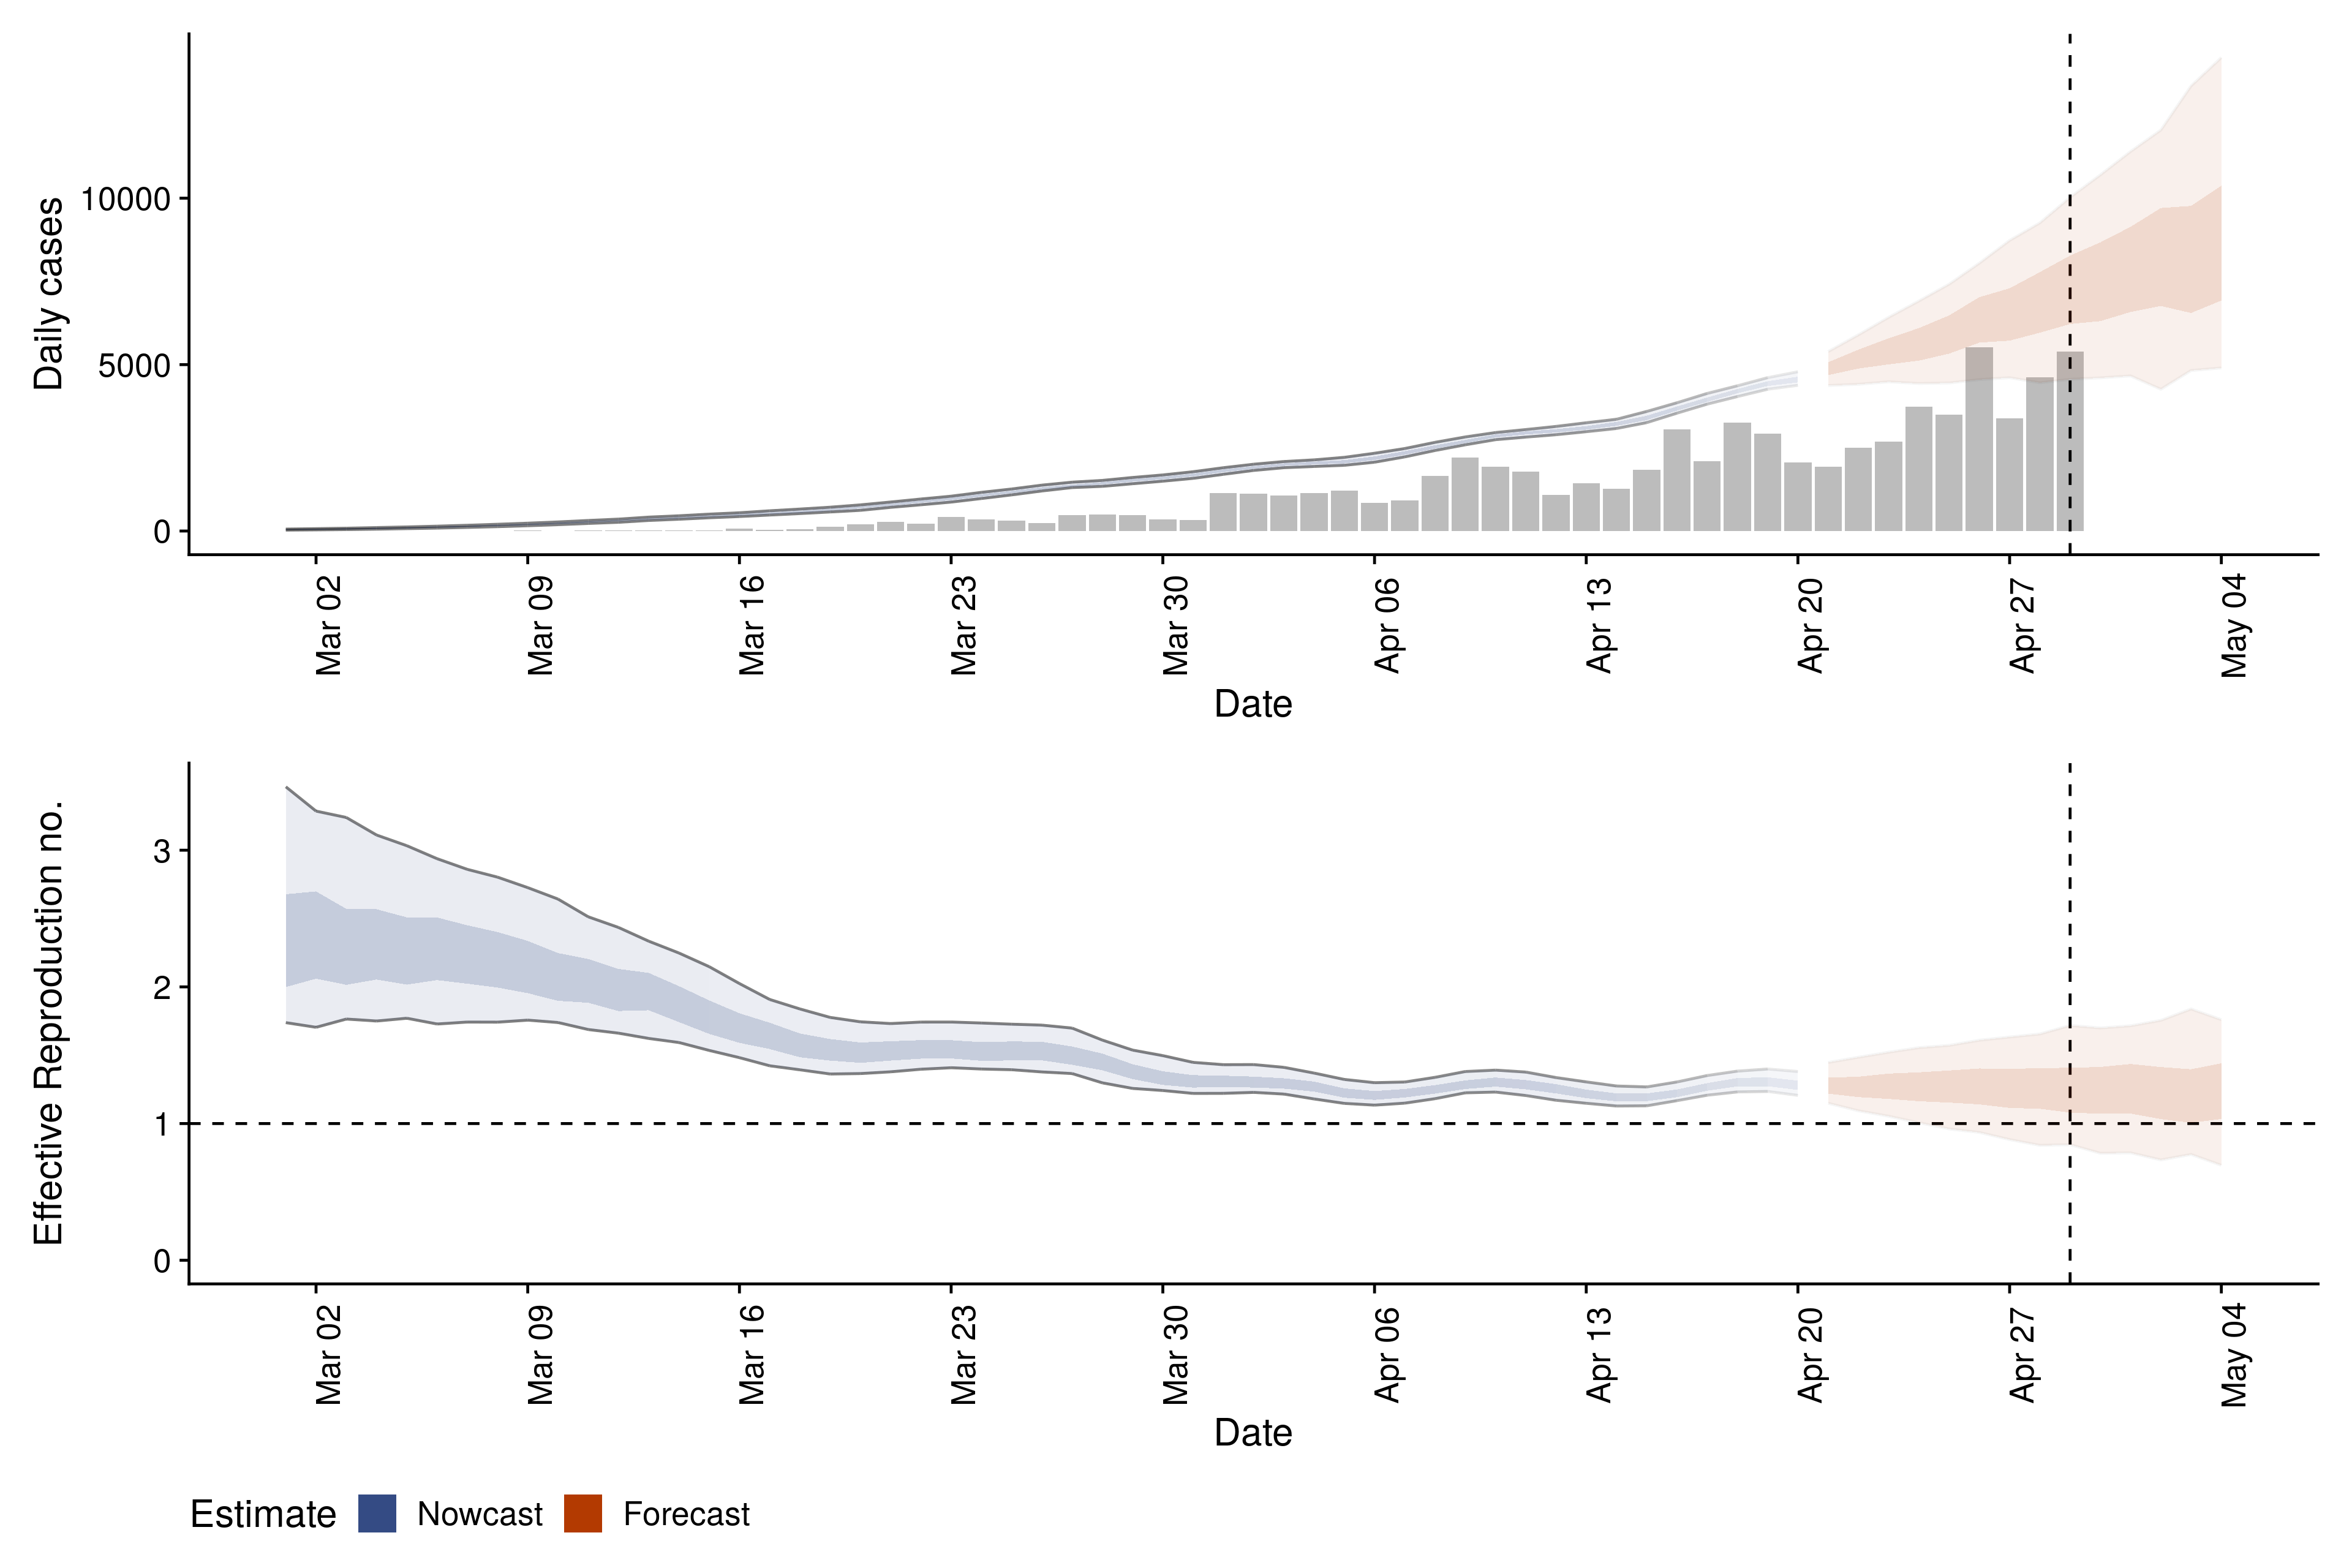 Daily cases
10000
5000
0
Mar 02
Mar 09
Mar 16
Mar 23
Mar 30
Apr 06
Apr 13
Apr 20
Apr 27
May 04
Date
Effective Reproduction no.
3
2
1
0
Mar 02
Mar 09
Mar 16
Mar 23
Mar 30
Apr 06
Apr 13
Apr 20
Apr 27
May 04
Date
Estimate Nowcast Forecast